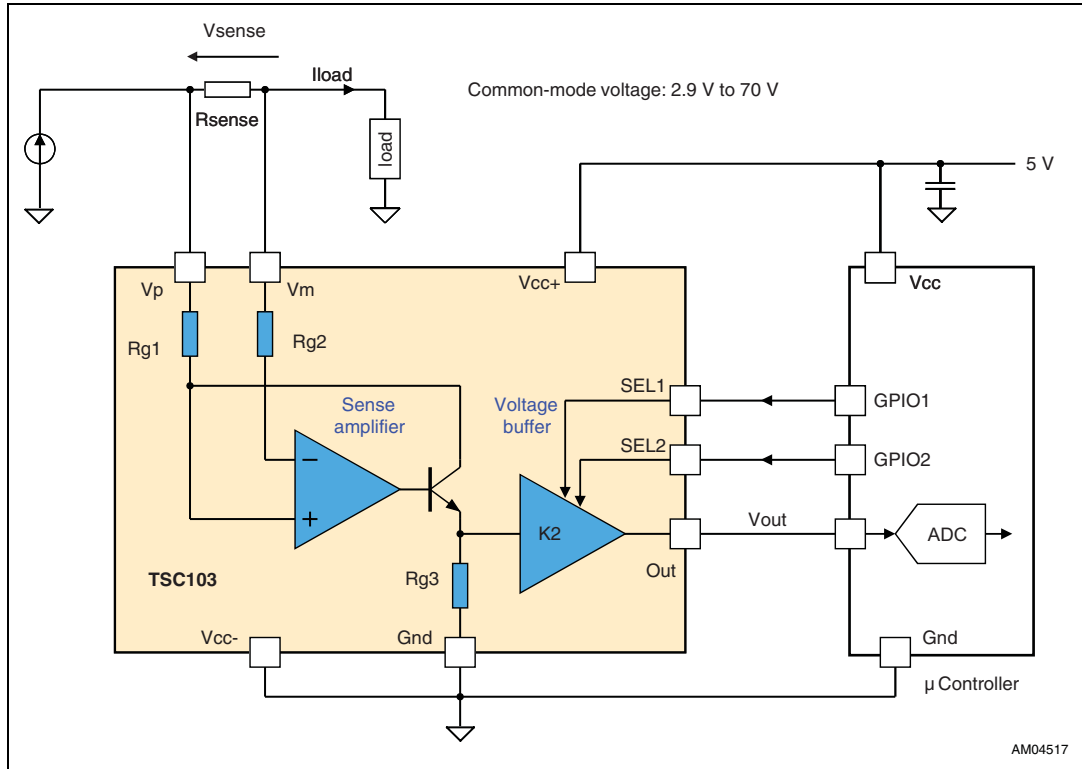 Vsense
Iload
Common-mode voltage: 2.9 V to 70 V
Rsense
load
5 V
Vp
Vm
Vcc+
Vcc
Rg1
Rg2
SEL1
GPIO1
Sense
amplifier
Voltage
buffer
SEL2
GPIO2
−
+
K2
Vout
ADC
TSC103
Rg3
Out
Vcc-
Gnd
Gnd
µ Controller
AM04517